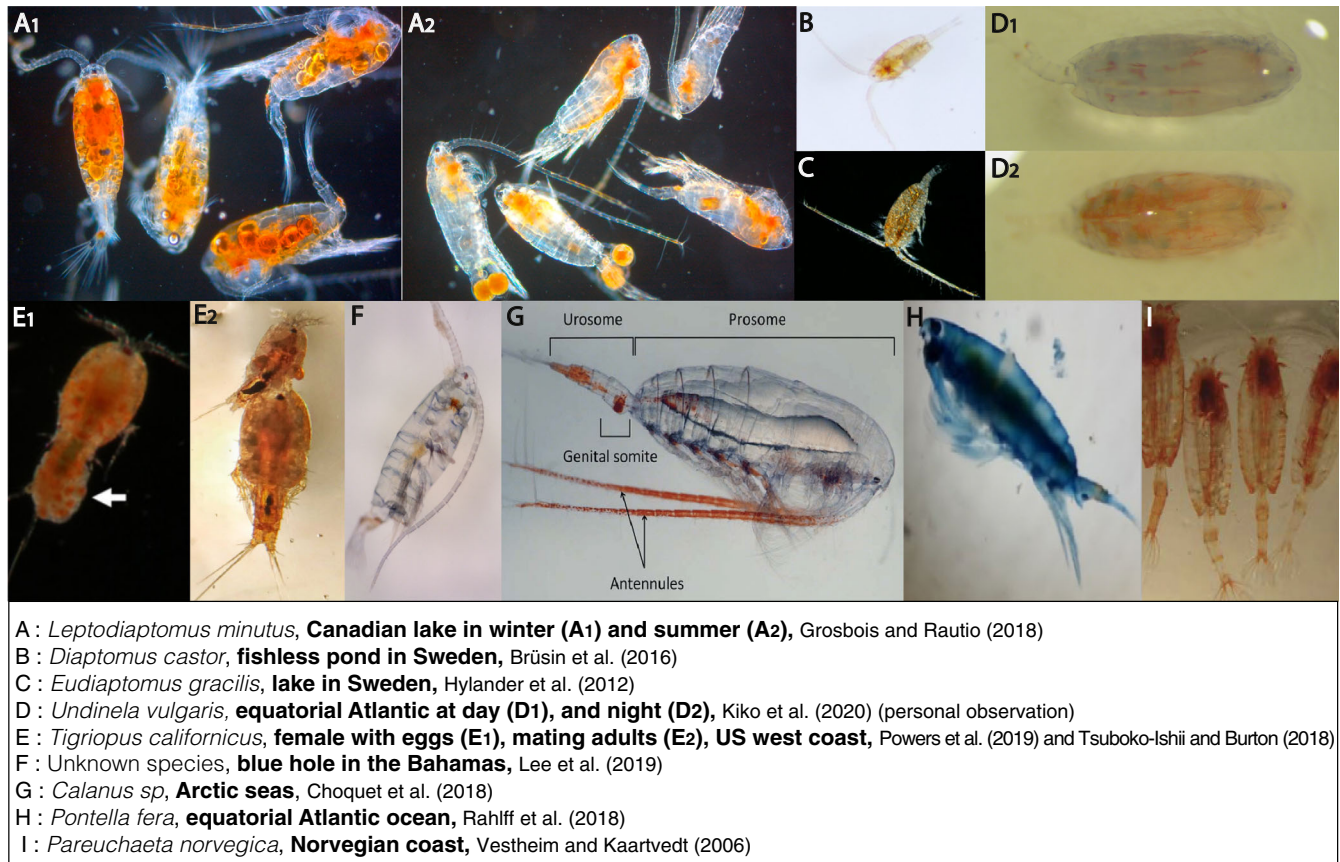 A1
A2
B
C
D1
D2
E1
E2
F
G
Urosome
Prosome
Genital somite
Antennules
H
I
A : Leptodiaptomus minutus, Canadian lake in winter (A1) and summer (A2), Grosbois and Rautio (2018)
B : Diaptomus castor, fishless pond in Sweden, Brüsin et al. (2016)
C : Eudiaptomus gracilis, lake in Sweden, Hylander et al. (2012)
D : Undinela vulgaris, equatorial Atlantic at day (D1), and night (D2), Kiko et al. (2020) (personal observation)
E : Tigriopus californicus, female with eggs (E1), mating adults (E2), US west coast, Powers et al. (2019) and Tsuboko-Ishii and Burton (2018)
F : Unknown species, blue hole in the Bahamas, Lee et al. 2019
G : Calanus sp, Arctic seas, Choquet et al. 2018
H : Pontella fera, equatorial Atlantic ocean, Rahlff et al. (2018)
I : Pareuchaeta norvegica, Norwegian coast, Vestheim and Kaartvedt (2006)